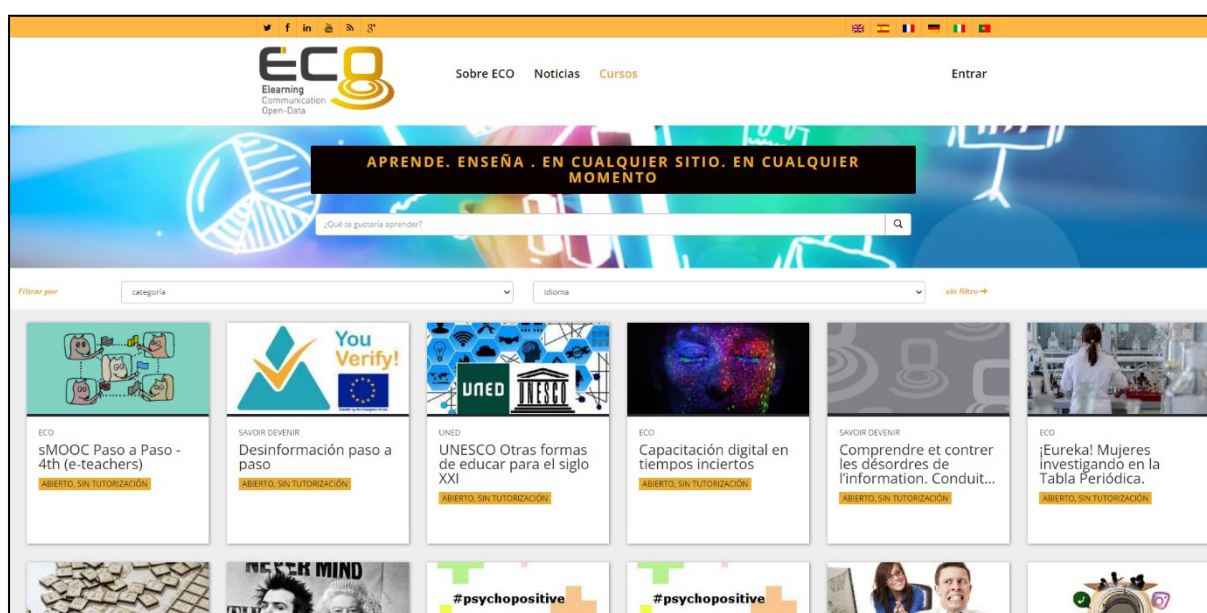 ECO
Elearning
Communication
Open-Data
Sobre ECO Noticias Cursos
Entrar
APRENDE. ENSEÑA . EN CUALQUIER SITIO. EN CUALQUIER
MOMENTO
¿Qué te gustaría aprender?
Filtrar por
categoría
idioma
sin filtro
ECO
sMOOC Paso a Paso -
4th (e-teachers)
ABIERTO, SIN TUTORIZACIÓN
You
Verify!
SAVOIR DEVENIR
Desinformación paso a
paso
ABIERTO, SIN TUTORIZACIÓN
UNED
UNESCO
UNED
UNESCO Otras formas
de educar para el siglo
XXI
ABIERTO, SIN TUTORIZACIÓN
ECO
Capacitación digital en
tiempos inciertos
ABIERTO, SIN TUTORIZACIÓN
SAVOIR DEVENIR
Comprendre et contrer
les désordres de
l'information. Conduit...
ABIERTO, SIN TUTORIZACIÓN
ECO
¡Eureka! Mujeres
investigando en la
Tabla Periódica.
ABIERTO, SIN TUTORIZACIÓN
NEVER MIND
#psychopositive
#psychopositive